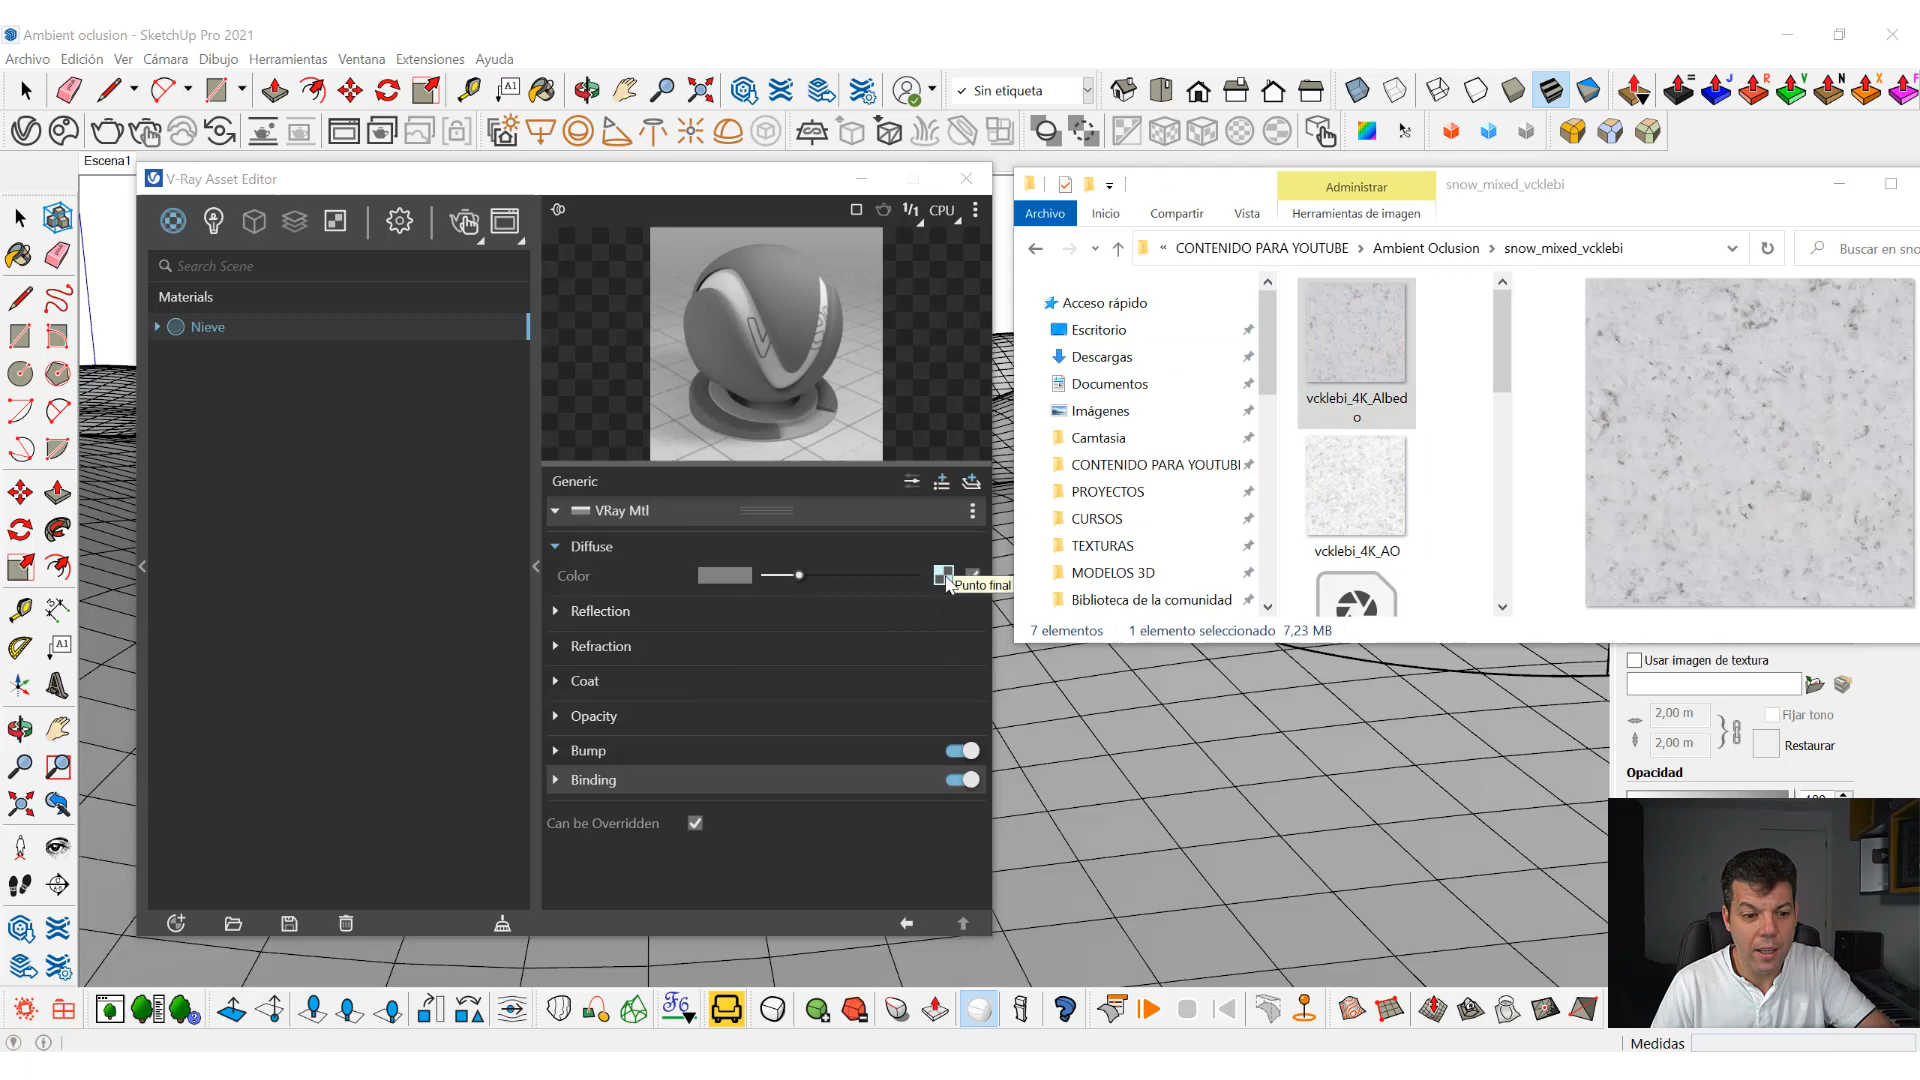 Ambient oclusion - SketchUp Pro 2021
Archivo Edición Ver Cámara Dibujo Herramientas Ventana Extensiones Ayuda
Sin etiqueta
Escena1
V-Ray Asset Editor
Search Scene
Materials
Nieve
1/1 CPU
Generic
VRay Mtl
Diffuse
Color
Punto final
Reflection
Refraction
Coat
Opacity
Bump
Binding
Can be Overridden
Administrar
snow_mixed_vcklebi
Archivo Inicio Compartir Vista Herramientas de imagen
« CONTENIDO PARA YOUTUBE > Ambient Oclusion > snow_mixed_vcklebi
Buscar en sno
Acceso rápido
Escritorio
Descargas
Documentos
Imágenes
Camtasia
CONTENIDO PARA YOUTUBI
PROYECTOS
CURSOS
TEXTURAS
MODELOS 3D
Biblioteca de la comunidad
vcklebi_4K_Albed
o
vcklebi_4K_AO
7 elementos 1 elemento seleccionado 7,23 MB
Usar imagen de textura
2,00 m Fijar tono
2,00 m Restaurar
Opacidad
Medidas